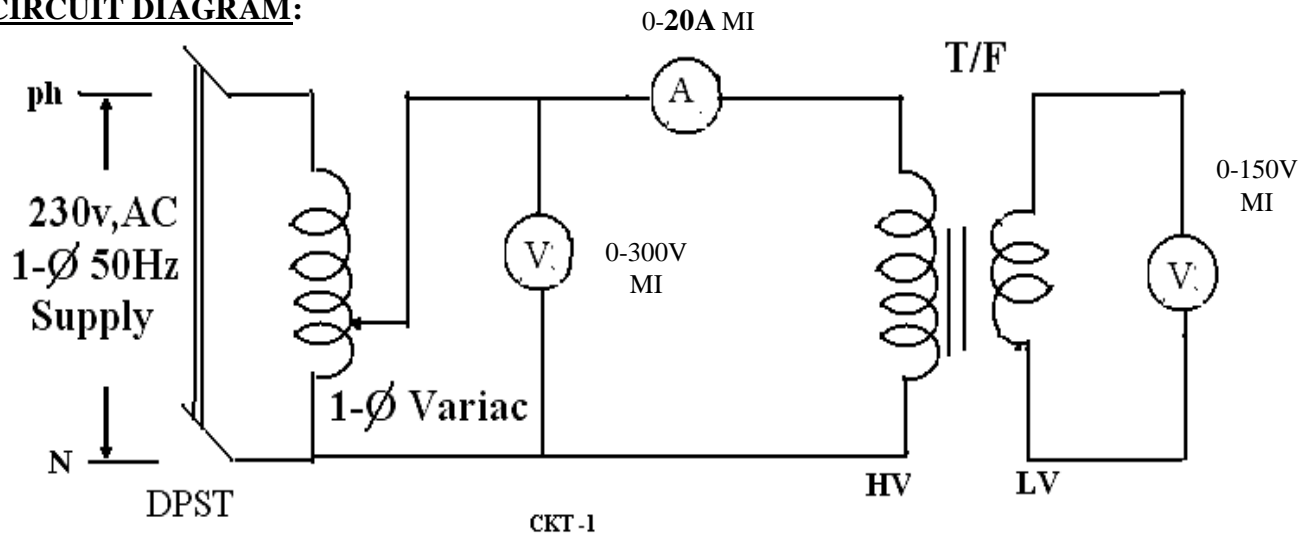 CIRCUIT DIAGRAM:
0-20A MI
T/F
ph
A
230v,AC
1-Ø 50Hz
Supply
V
0-300V
MI
0-150V
MI
V
1-Ø Variac
N
DPST
HV
LV
CKT -1